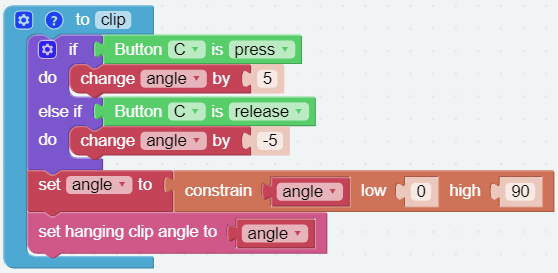 ? to clip
if Button C is press
do change angle by 5
else if Button C is release
do change angle by -5
set angle to constrain angle low 0 high 90
set hanging clip angle to angle